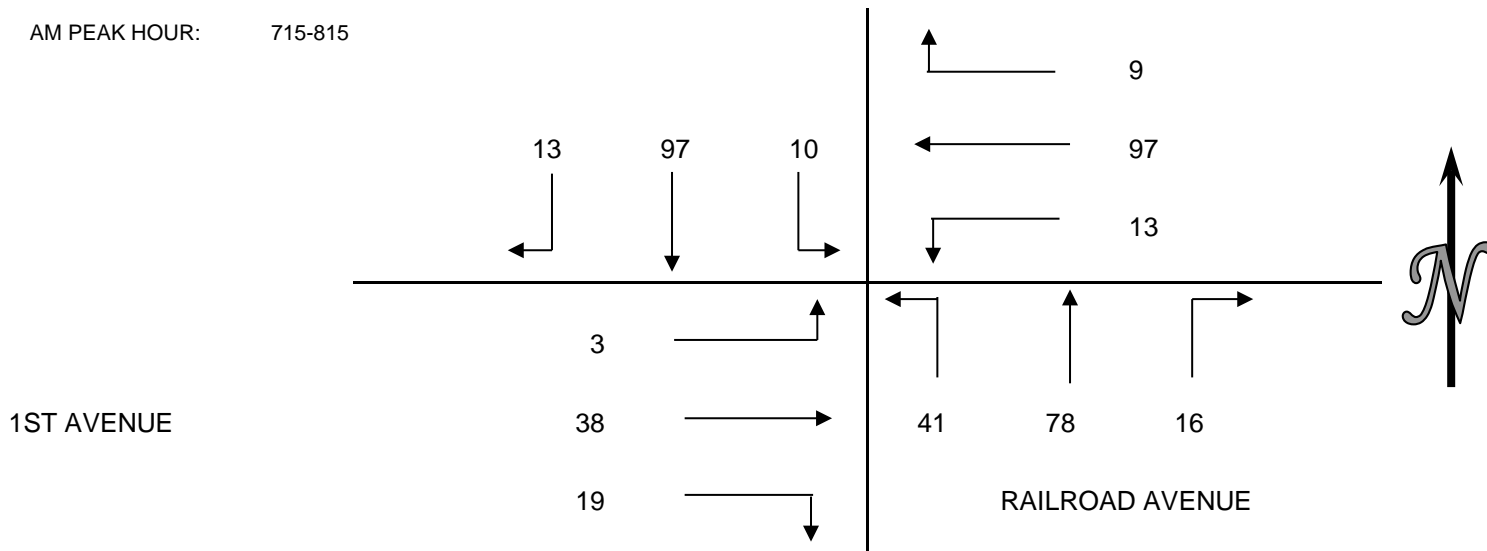 AM PEAK HOUR: 715-815
9
13 97 10 97
13
3
1ST AVENUE 38 41 78 16
19 RAILROAD AVENUE
N